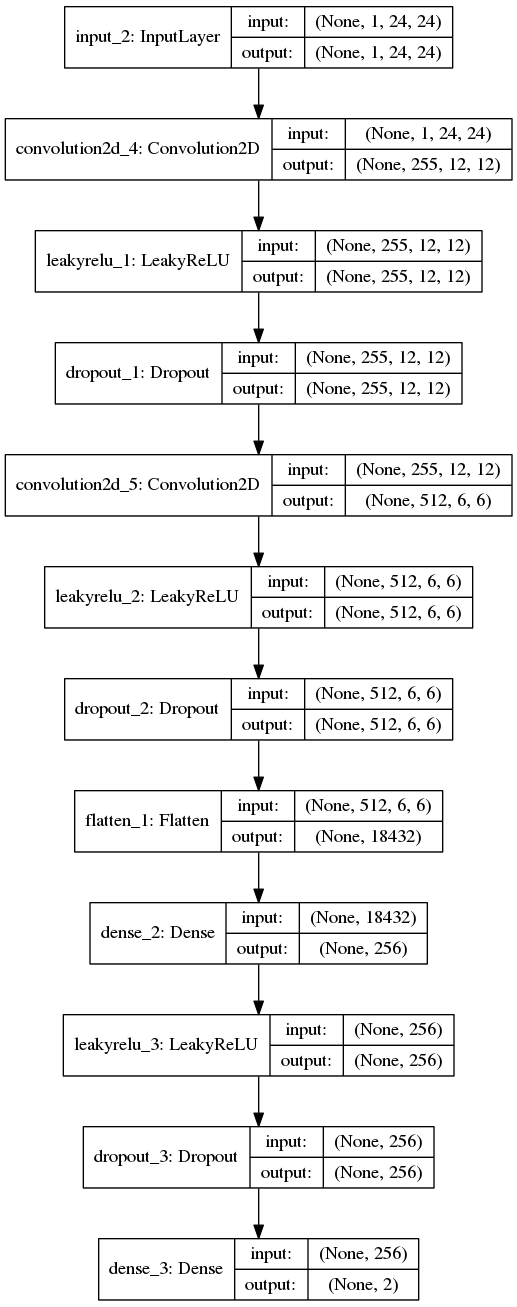 input_2: InputLayer
input: (None, 1, 24, 24)
output: (None, 1, 24, 24)
convolution2d_4: Convolution2D
input: (None, 1, 24, 24)
output: (None, 255, 12, 12)
leakyrelu_1: LeakyReLU
input: (None, 255, 12, 12)
output: (None, 255, 12, 12)
dropout_1: Dropout
input: (None, 255, 12, 12)
output: (None, 255, 12, 12)
convolution2d_5: Convolution2D
input: (None, 255, 12, 12)
output: (None, 512, 6, 6)
leakyrelu_2: LeakyReLU
input: (None, 512, 6, 6)
output: (None, 512, 6, 6)
dropout_2: Dropout
input: (None, 512, 6, 6)
output: (None, 512, 6, 6)
flatten_1: Flatten
input: (None, 512, 6, 6)
output: (None, 18432)
dense_2: Dense
input: (None, 18432)
output: (None, 256)
leakyrelu_3: LeakyReLU
input: (None, 256)
output: (None, 256)
dropout_3: Dropout
input: (None, 256)
output: (None, 256)
dense_3: Dense
input: (None, 256)
output: (None, 2)